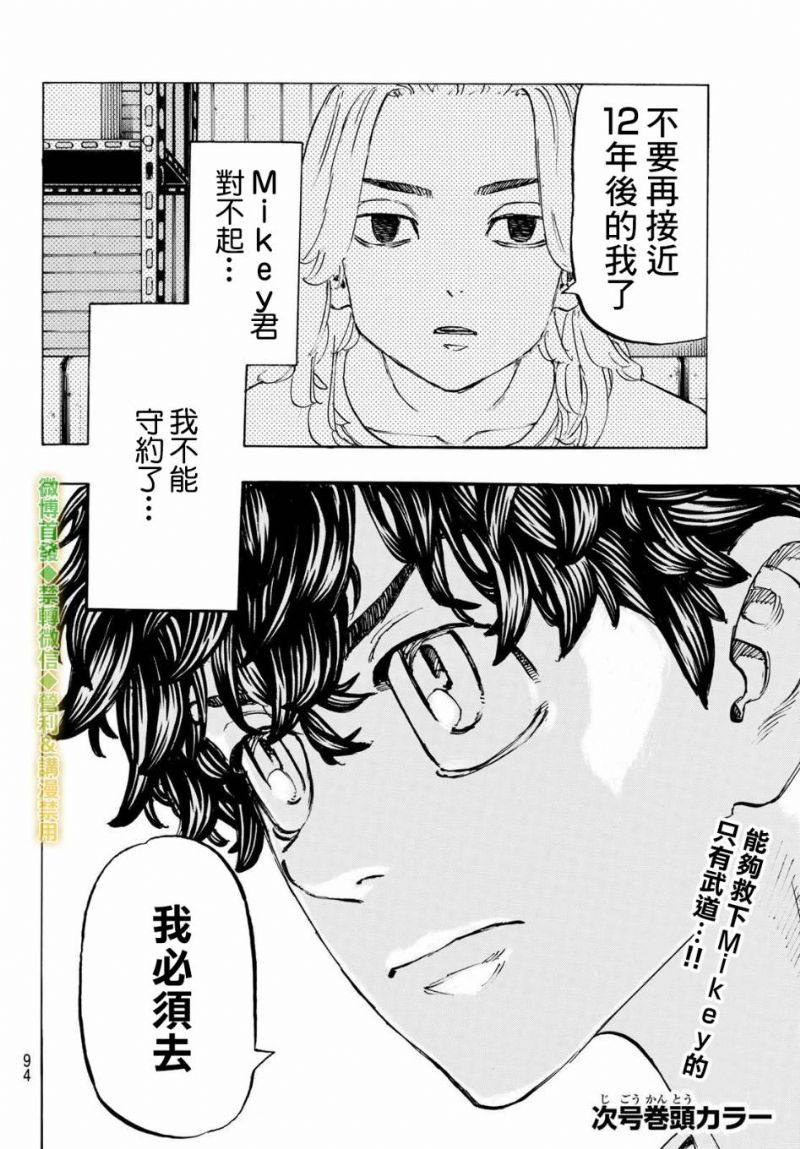 不要再接近
12年後的我了
Mikey君
對不起…
我不能
守約了…
微博首發◆禁轉微信◆營利&講漫禁用
我必須去
能夠救下Mikey的
只有武道…!!
じごうかんとう
次号巻頭カラー
94